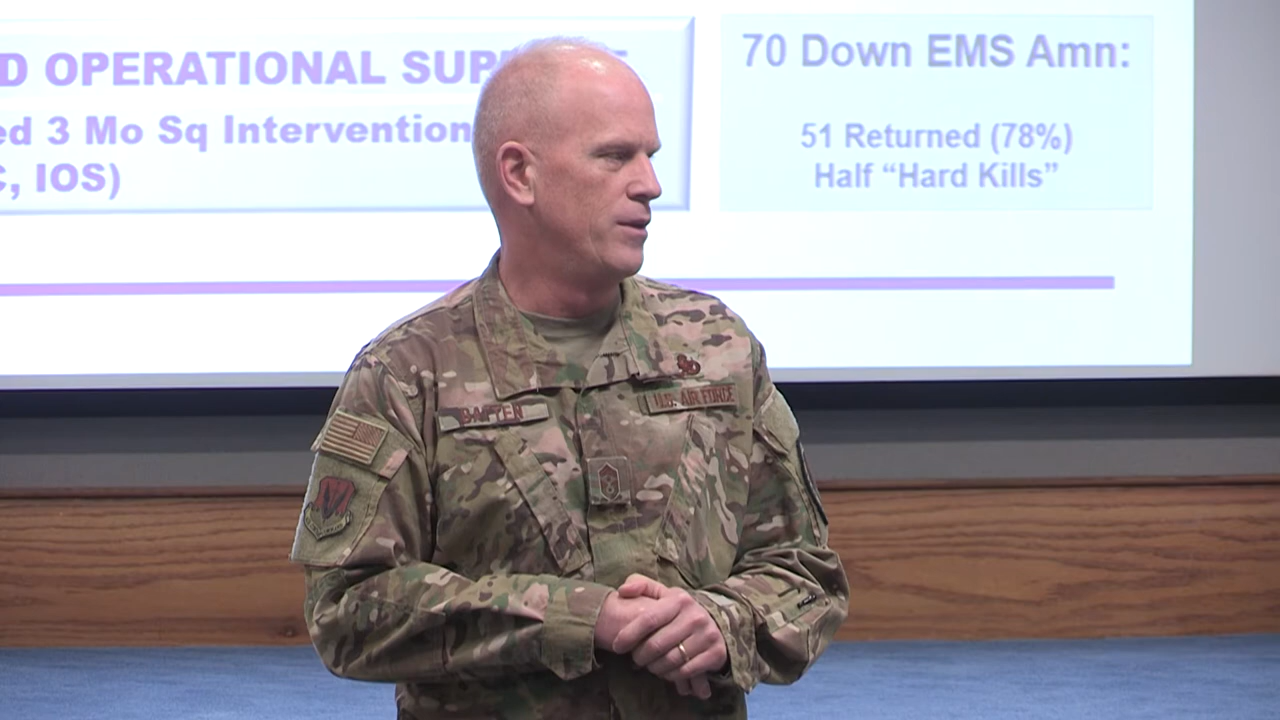 D OPERATIONAL SUP
ed 3 Mo Sq Intervention
C, IOS)
70 Down EMS Amn:
51 Returned (78%)
Half “Hard Kills”
U.S. AIR FORCE